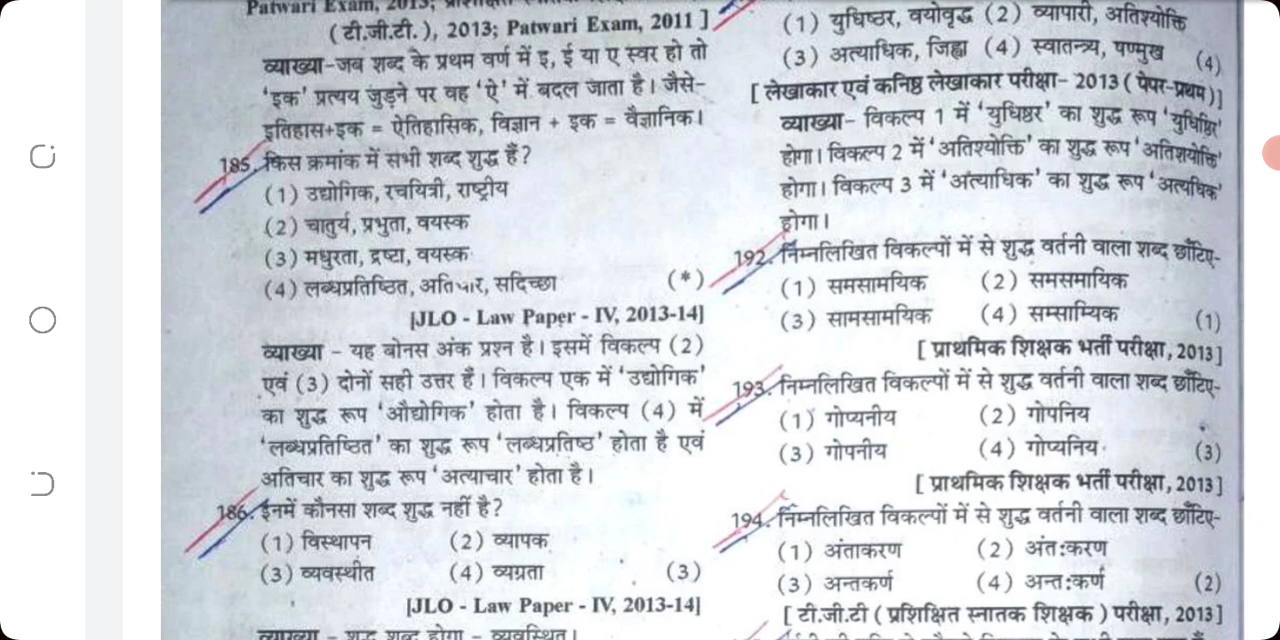 Patwari Exam, 2013;
(टी.जी.टी.), 2013; Patwari Exam, 2011 ]
व्याख्या-जब शब्द के प्रथम वर्ण में इ, ई या ए स्वर हो तो
'इक' प्रत्यय जुड़ने पर वह 'ऐ' में बदल जाता है। जैसे-
इतिहास+इक = ऐतिहासिक, विज्ञान + इक = वैज्ञानिक।
185. किस क्रमांक में सभी शब्द शुद्ध हैं?
(1) उद्योगिक, रचयित्री, राष्ट्रीय
(2) चातुर्य, प्रभुता, वयस्क
(3) मधुरता, द्रष्टा, वयस्क
(4) लब्धप्रतिष्ठित, अतिचार, सदिच्छा (*)
[JLO - Law Paper - IV, 2013-14]
व्याख्या - यह बोनस अंक प्रश्न है। इसमें विकल्प (2)
एवं (3) दोनों सही उत्तर है। विकल्प एक में 'उद्योगिक'
का शुद्ध रूप 'औद्योगिक' होता है। विकल्प (4) में
'लब्धप्रतिष्ठित' का शुद्ध रूप 'लब्धप्रतिष्ठ' होता है एवं
अतिचार का शुद्ध रूप 'अत्याचार' होता है।
186. इनमें कौनसा शब्द शुद्ध नहीं है?
(1) विस्थापन (2) व्यापक
(3) व्यवस्थीत (4) व्यग्रता (3)
[JLO - Law Paper - IV, 2013-14]
व्याख्या - शुद्ध शब्द होगा - व्यवस्थित।
(1) युधिष्ठर, वयोवृद्ध (2) व्यापारी, अतिश्योक्ति
(3) अत्याधिक, जिह्वा (4) स्वातन्त्र्य, षण्मुख (4)
[ लेखाकार एवं कनिष्ठ लेखाकार परीक्षा- 2013 ( पेपर-प्रथम )]
व्याख्या- विकल्प 1 में 'युधिष्ठर' का शुद्ध रूप 'युधिष्ठिर'
होगा। विकल्प 2 में 'अतिश्योक्ति' का शुद्ध रूप 'अतिशयोक्ति'
होगा। विकल्प 3 में 'अत्याधिक' का शुद्ध रूप 'अत्यधिक'
होगा।
192. निम्नलिखित विकल्पों में से शुद्ध वर्तनी वाला शब्द छाँटिए-
(1) समसामयिक (2) समसमायिक
(3) सामसामयिक (4) सम्साम्यिक (1)
[ प्राथमिक शिक्षक भर्ती परीक्षा, 2013]
193. निम्नलिखित विकल्पों में से शुद्ध वर्तनी वाला शब्द छाँटिए-
(1) गोप्यनीय (2) गोपनिय
(3) गोपनीय (4) गोप्यनिय (3)
[ प्राथमिक शिक्षक भर्ती परीक्षा, 2013]
194. निम्नलिखित विकल्पों में से शुद्ध वर्तनी वाला शब्द छाँटिए-
(1) अंताकरण (2) अंतःकरण
(3) अन्तकर्ण (4) अन्तःकर्ण (2)
[ टी.जी.टी ( प्रशिक्षित स्नातक शिक्षक ) परीक्षा, 2013]